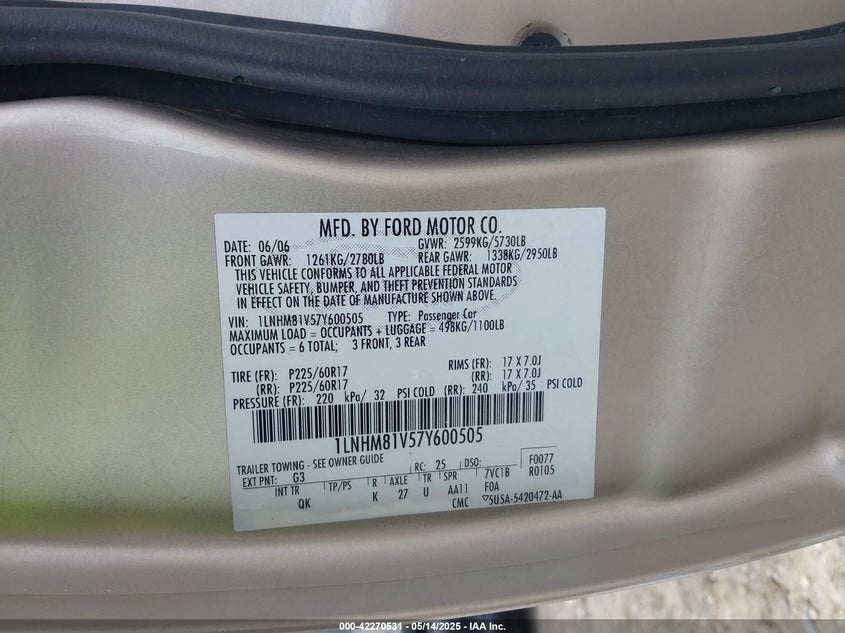 MFD. BY FORD MOTOR CO.
DATE: 06/06 GVWR: 2599KG/5730LB
FRONT GAWR: 1261KG/2780LB REAR GAWR: 1338KG/2950LB
THIS VEHICLE CONFORMS TO ALL APPLICABLE FEDERAL MOTOR
VEHICLE SAFETY, BUMPER, AND THEFT PREVENTION STANDARDS
IN EFFECT ON THE DATE OF MANUFACTURE SHOWN ABOVE.
VIN: 1LNHM81V57Y600505 TYPE: Passenger Car
MAXIMUM LOAD = OCCUPANTS + LUGGAGE = 498KG/1100LB
OCCUPANTS = 6 TOTAL; 3 FRONT, 3 REAR
TIRE (FR): P225/60R17 RIMS (FR): 17 X 7.0J
(RR): P225/60R17 (RR): 17 X 7.0J
PRESSURE (FR): 220 kPa/ 32 PSI COLD (RR): 240 kPa/ 35 PSI COLD
1LNHM81V57Y600505
TRAILER TOWING - SEE OWNER GUIDE
EXT PNT: G3 RC: 25 DSO: F0077
INT TR TP/PS R AXLE TR SPR 7VC1B R0105
QK K 27 U AA11 F0A
CMC ▽5U5A-5420472-AA
000-42270531 - 05/14/2025 - IAA Inc.